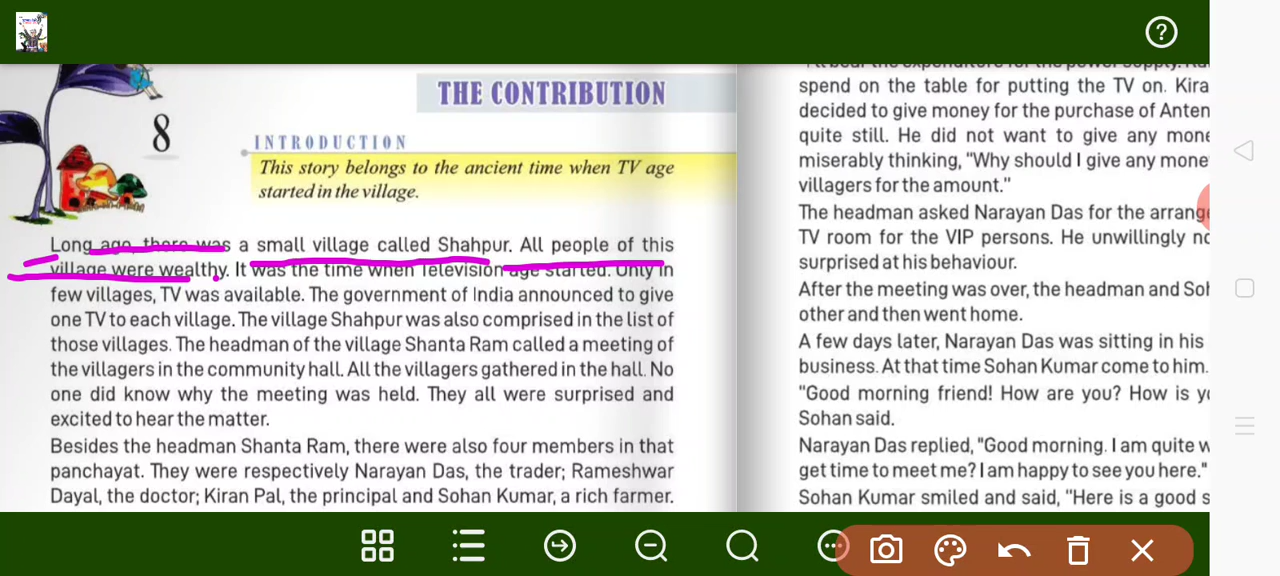 THE CONTRIBUTION
8
INTRODUCTION
This story belongs to the ancient time when TV age
started in the village.
Long ago, there was a small village called Shahpur. All people of this
village were wealthy. It was the time when Television age started. Only in
few villages, TV was available. The government of India announced to give
one TV to each village. The village Shahpur was also comprised in the list of
those villages. The headman of the village Shanta Ram called a meeting of
the villagers in the community hall. All the villagers gathered in the hall. No
one did know why the meeting was held. They all were surprised and
excited to hear the matter.
Besides the headman Shanta Ram, there were also four members in that
panchayat. They were respectively Narayan Das, the trader; Rameshwar
Dayal, the doctor; Kiran Pal, the principal and Sohan Kumar, a rich farmer.
spend on the table for putting the TV on. Kira
decided to give money for the purchase of Anten
quite still. He did not want to give any mone
miserably thinking, "Why should I give any mone
villagers for the amount."
The headman asked Narayan Das for the arrang
TV room for the VIP persons. He unwillingly no
surprised at his behaviour.
After the meeting was over, the headman and Soh
other and then went home.
A few days later, Narayan Das was sitting in his
business. At that time Sohan Kumar come to him.
"Good morning friend! How are you? How is yo
Sohan said.
Narayan Das replied, "Good morning. I am quite w
get time to meet me? I am happy to see you here."
Sohan Kumar smiled and said, "Here is a good s